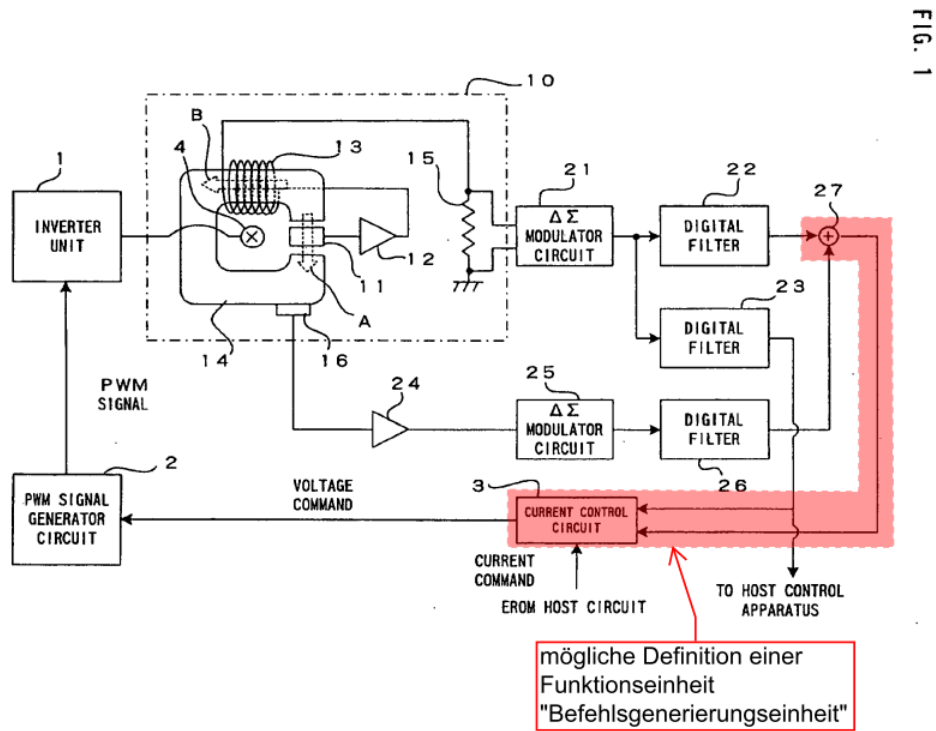 FIG. 1
10
B
4
13
15
1
INVERTER
UNIT
12
11
A
14
16
21
ΔΣ
MODULATOR
CIRCUIT
22
DIGITAL
FILTER
27
23
DIGITAL
FILTER
PWM
SIGNAL
24
25
ΔΣ
MODULATOR
CIRCUIT
DIGITAL
FILTER
26
2
PWM SIGNAL
GENERATOR
CIRCUIT
VOLTAGE
COMMAND
3
CURRENT CONTROL
CIRCUIT
CURRENT
COMMAND
EROM HOST CIRCUIT
TO HOST CONTROL
APPARATUS
mögliche Definition einer
Funktionseinheit
"Befehlsgenerierungseinheit"